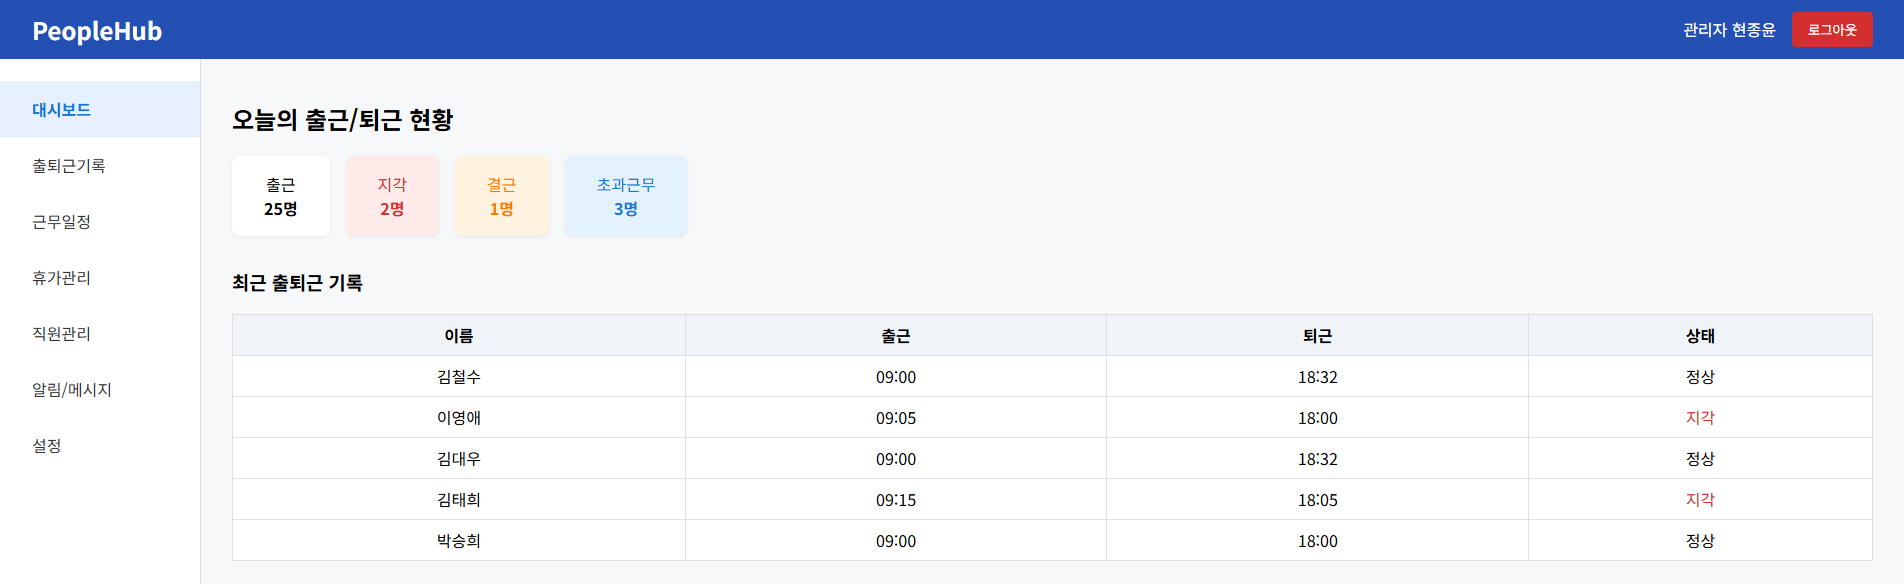 PeopleHub
관리자 현종윤 로그아웃
대시보드
출퇴근기록
근무일정
휴가관리
직원관리
알림/메시지
설정
오늘의 출근/퇴근 현황
출근
25명
지각
2명
결근
1명
초과근무
3명
최근 출퇴근 기록
이름 출근 퇴근 상태
김철수 09:00 18:32 정상
이영애 09:05 18:00 지각
김대우 09:00 18:32 정상
김태희 09:15 18:05 지각
박승희 09:00 18:00 정상